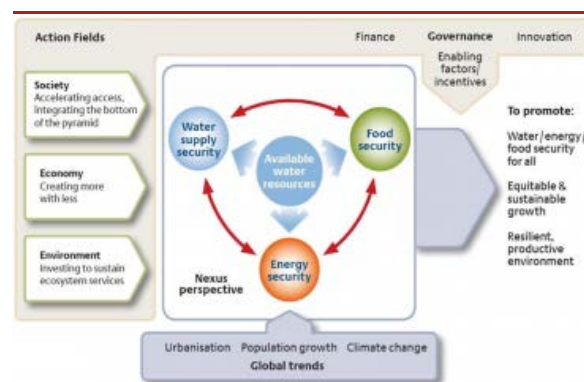 Action Fields
Finance
Governance
Innovation
Enabling
factors/
incentives
Society
Accelerating access,
integrating the bottom
of the pyramid
Economy
Creating more
with less
Environment
Investing to sustain
ecosystem services
Water
supply
security
Food
security
Available
water
resources
Energy
security
Nexus
perspective
To promote:
Water/energy/
food security
for all
Equitable &
sustainable
growth
Resilient,
productive
environment
Urbanisation Population growth Climate change
Global trends